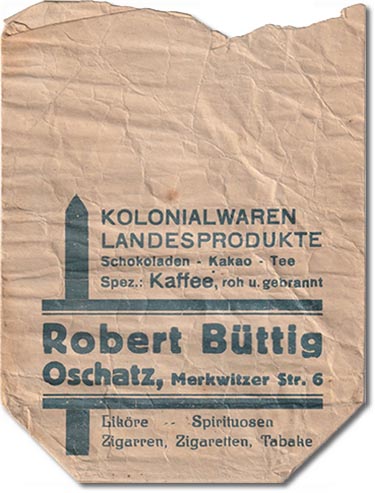 KOLONIALWAREN
LANDESPRODUKTE
Schokoladen - Kakao - Tee
Spez.: Kaffee, roh u. gebrannt
Robert Büttig
Oschatz, Merkwitzer Str. 6
Liköre -- Spirituosen
Zigarren, Zigaretten, Tabake